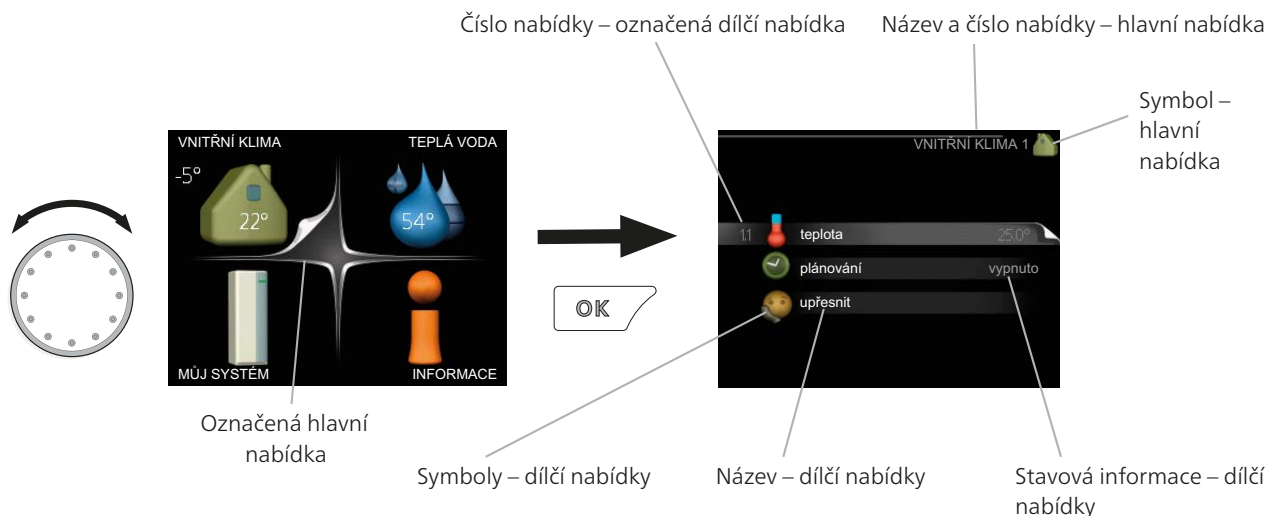 Číslo nabídky – označená dílčí nabídka
Název a číslo nabídky – hlavní nabídka
Symbol –
hlavní
nabídka
VNITŘNÍ KLIMA
TEPLÁ VODA
-5°
22°
54°
MŮJ SYSTÉM
INFORMACE
OK
VNITŘNÍ KLIMA 1
1.1 teplota 25.0°
plánování vypnuto
upřesnit
Označená hlavní
nabídka
Symboly – dílčí nabídky
Název – dílčí nabídky
Stavová informace – dílčí
nabídky